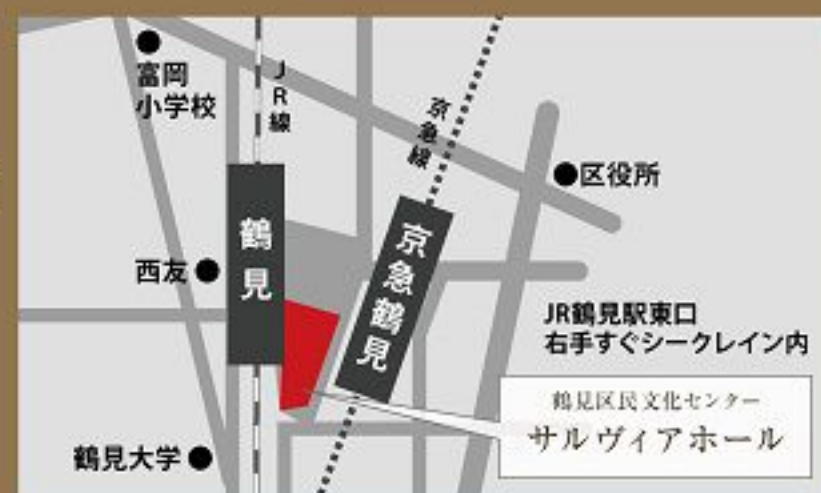 富岡
小学校
JR線
京急線
区役所
鶴見
京急鶴見
西友
JR鶴見駅東口
右手すぐシークレイン内
鶴見区民文化センター
サルヴィアホール
鶴見大学